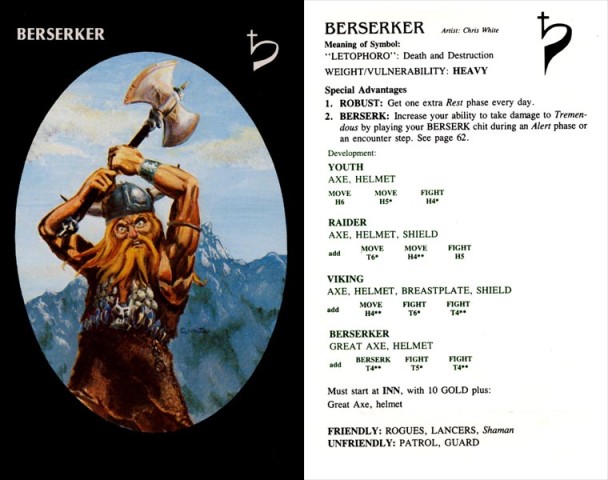 BERSERKER
BERSERKER Artist: Chris White
Meaning of Symbol:
"LETOPHORO": Death and Destruction
WEIGHT/VULNERABILITY: HEAVY
Special Advantages
1. ROBUST: Get one extra Rest phase every day.
2. BERSERK: Increase your ability to take damage to Tremen-
dous by playing your BERSERK chit during an Alert phase or
an encounter step. See page 62.
Development:
YOUTH
AXE, HELMET
MOVE MOVE FIGHT
H6 H5* H4*
RAIDER
AXE, HELMET, SHIELD
add MOVE MOVE FIGHT
T6* H4** H5
VIKING
AXE, HELMET, BREASTPLATE, SHIELD
add MOVE FIGHT FIGHT
H4** T6* T4**
BERSERKER
GREAT AXE, HELMET
add BERSERK FIGHT FIGHT
T4** T5* T4**
Must start at INN, with 10 GOLD plus:
Great Axe, helmet
FRIENDLY: ROGUES, LANCERS, Shaman
UNFRIENDLY: PATROL, GUARD